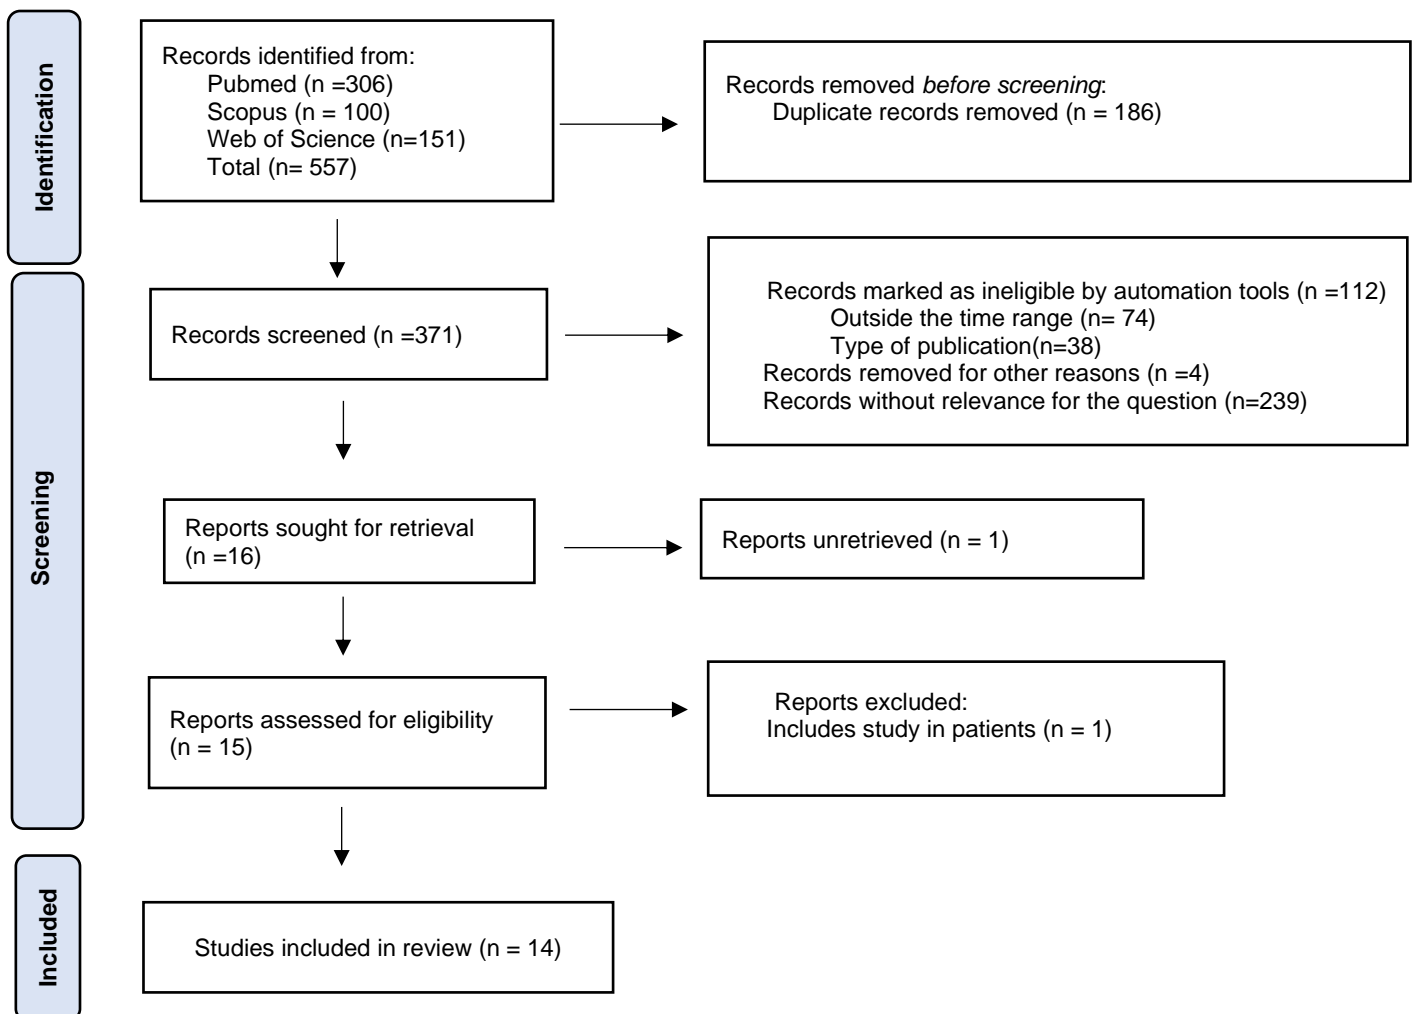 Identification
Records identified from:
Pubmed (n =306)
Scopus (n = 100)
Web of Science (n=151)
Total (n= 557)
Records removed before screening:
Duplicate records removed (n = 186)
Screening
Records screened (n =371)
Records marked as ineligible by automation tools (n =112)
Outside the time range (n= 74)
Type of publication(n=38)
Records removed for other reasons (n =4)
Records without relevance for the question (n=239)
Reports sought for retrieval
(n =16)
Reports unretrieved (n = 1)
Reports assessed for eligibility
(n = 15)
Reports excluded:
Includes study in patients (n = 1)
Included
Studies included in review (n = 14)